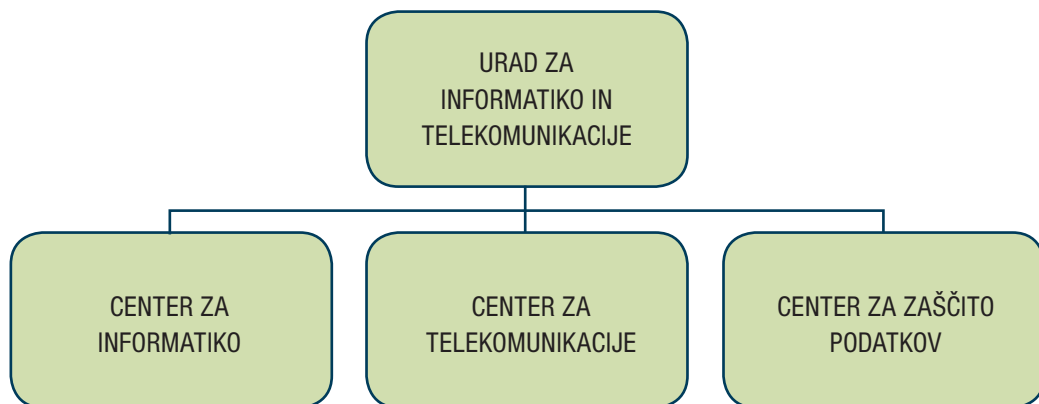 URAD ZA
INFORMATIKO IN
TELEKOMUNIKACIJE
CENTER ZA
INFORMATIKO
CENTER ZA
TELEKOMUNIKACIJE
CENTER ZA ZAŠČITO
PODATKOV